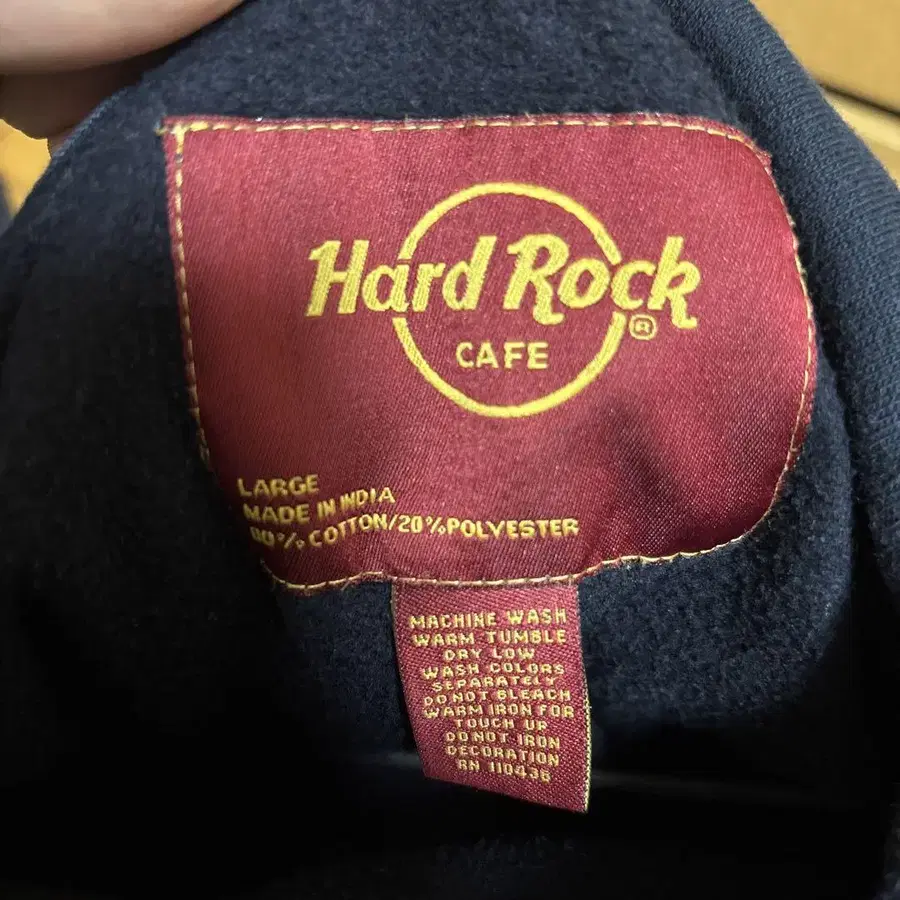 Hard Rock ®
CAFE
LARGE
MADE IN INDIA
80% COTTON/20%POLYESTER
MACHINE WASH
WARM TUMBLE
DRY LOW
WASH COLORS
SEPARATELY
DO NOT BLEACH
WARM IRON FOR
TOUCH UP
DO NOT IRON
DECORATION
RN 110436